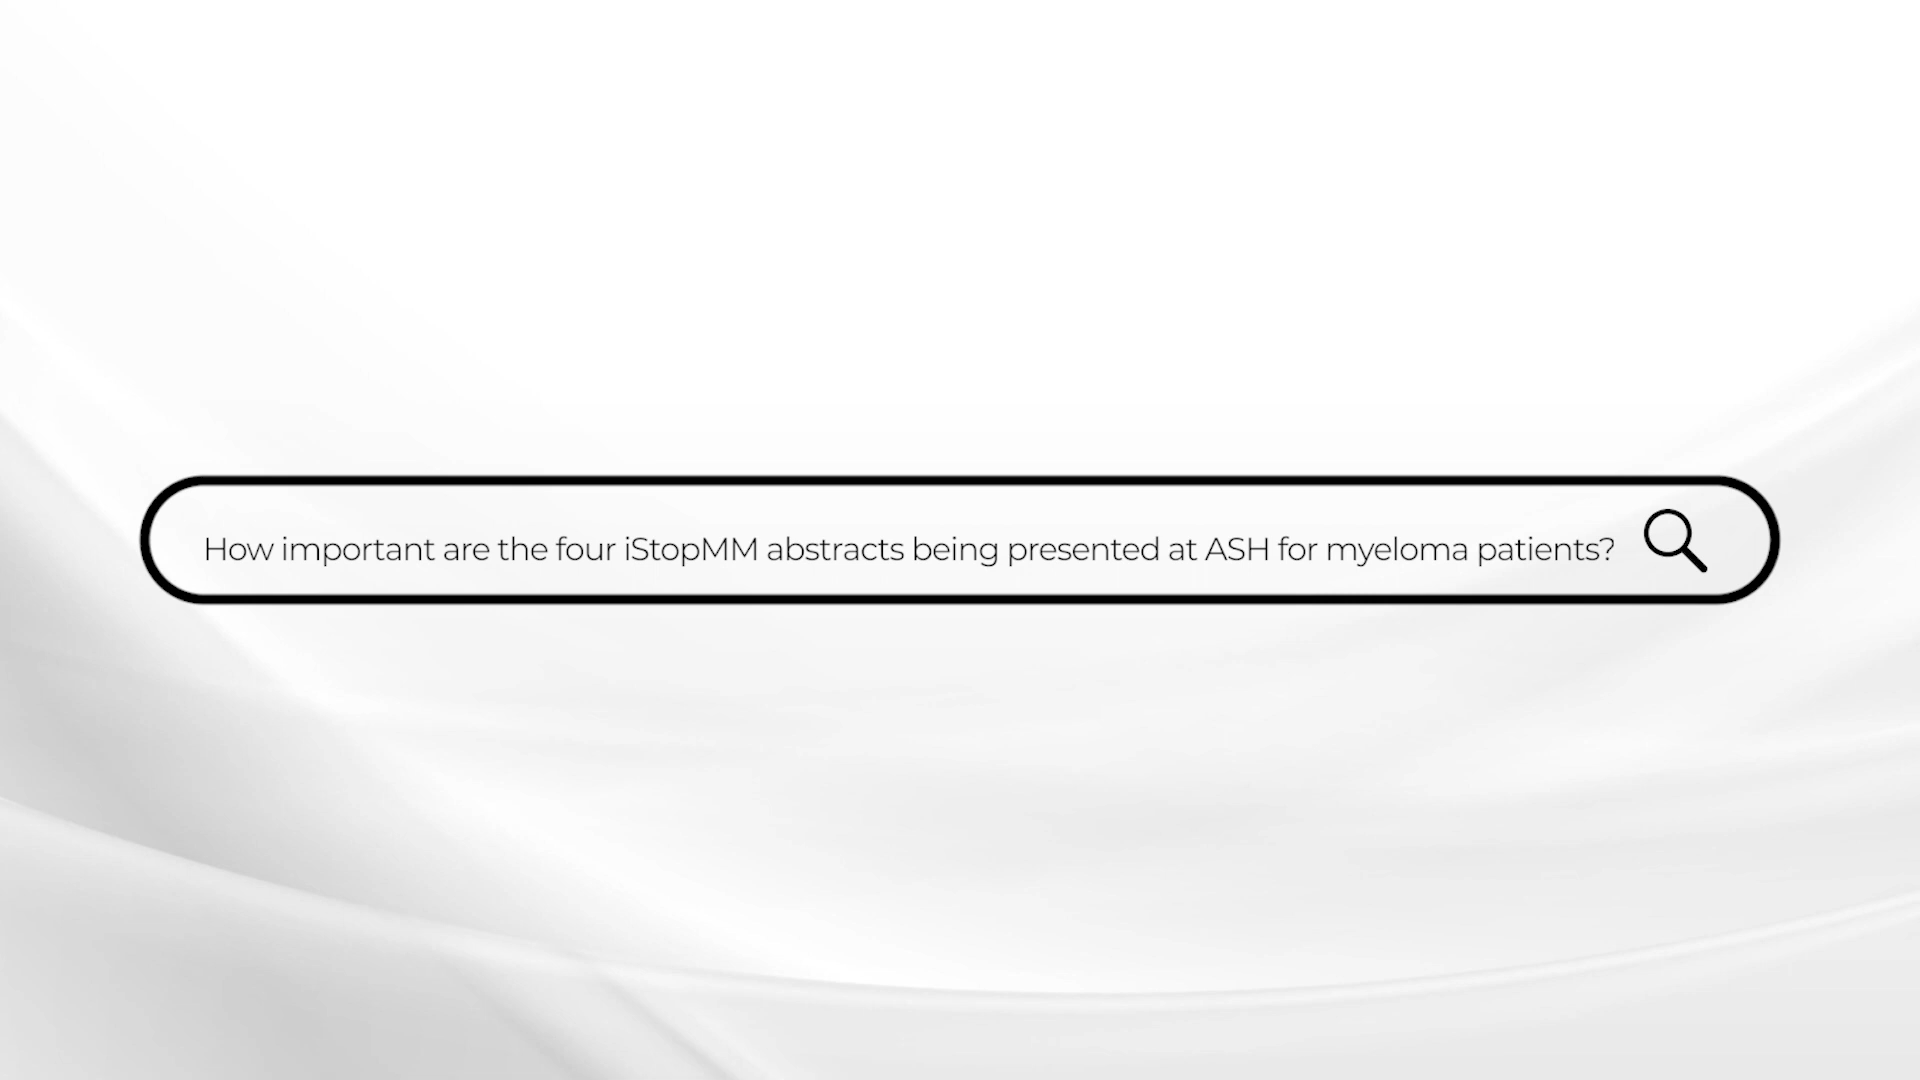 How important are the four iStopMM abstracts being presented at ASH for myeloma patients?